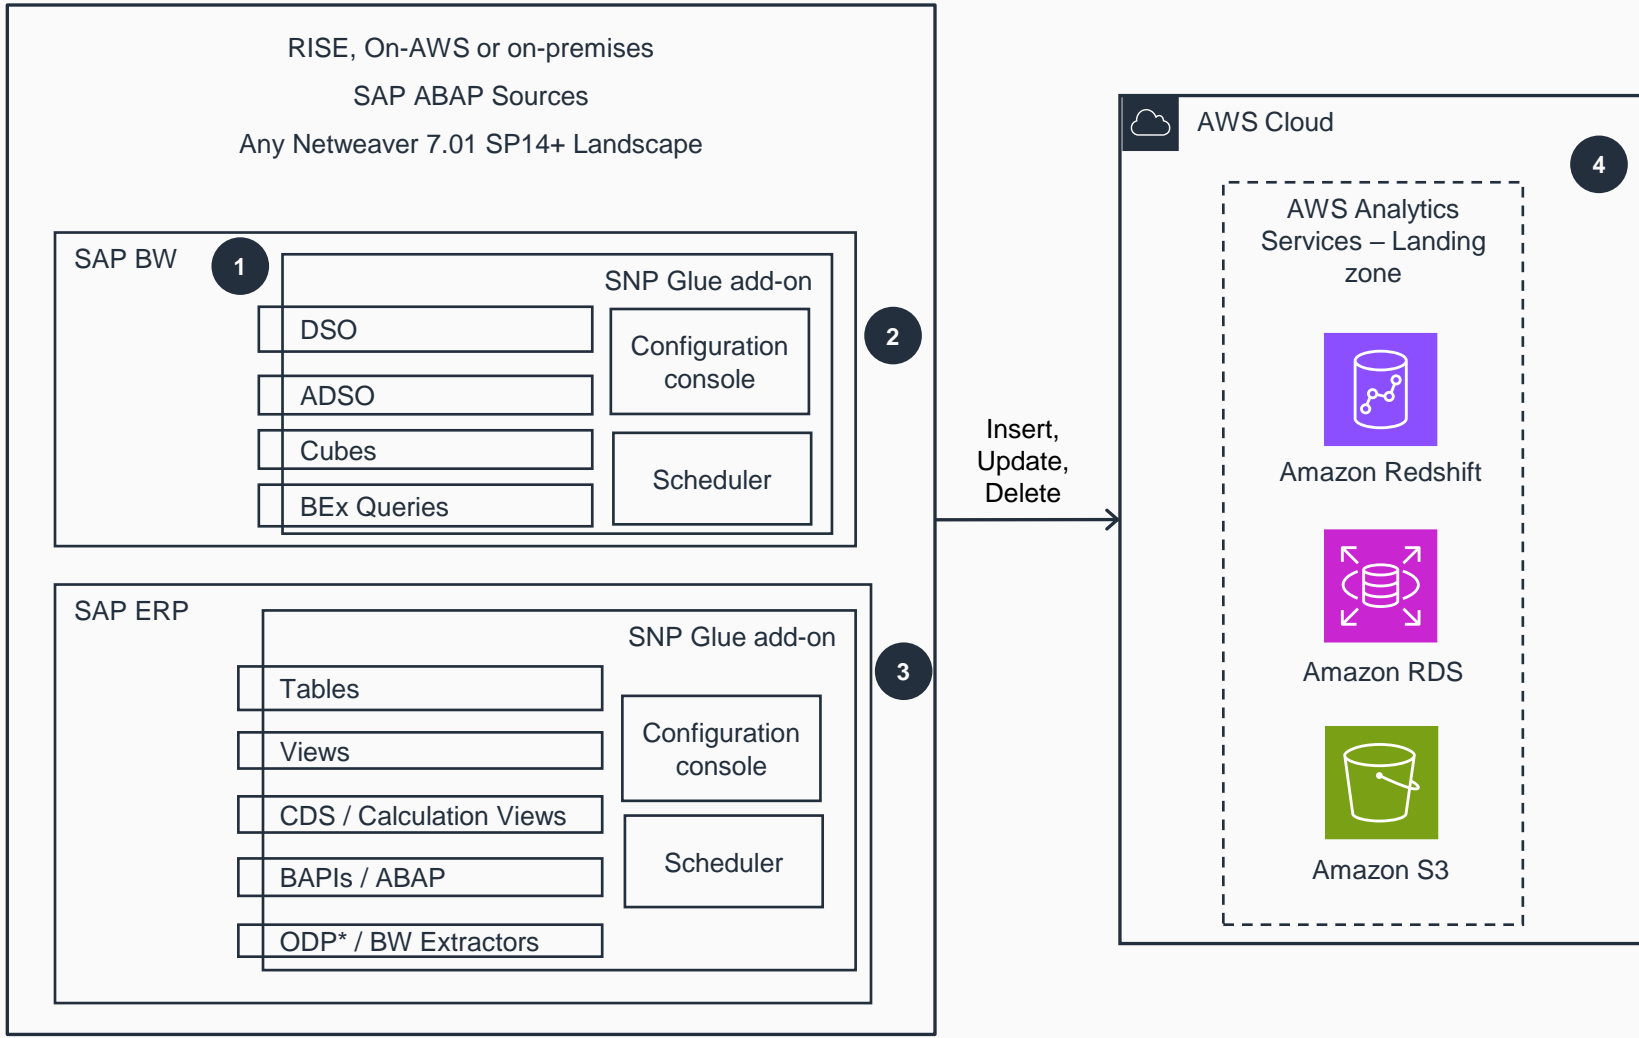 RISE, On-AWS or on-premises
SAP ABAP Sources
Any Netweaver 7.01 SP14+ Landscape
SAP BW
1
SNP Glue add-on
DSO
ADSO
Cubes
BEx Queries
Configuration
console
Scheduler
2
SAP ERP
SNP Glue add-on
3
Tables
Views
CDS / Calculation Views
BAPIs / ABAP
ODP* / BW Extractors
Configuration
console
Scheduler
Insert,
Update,
Delete
AWS Cloud
4
AWS Analytics
Services – Landing
zone
Amazon Redshift
Amazon RDS
Amazon S3